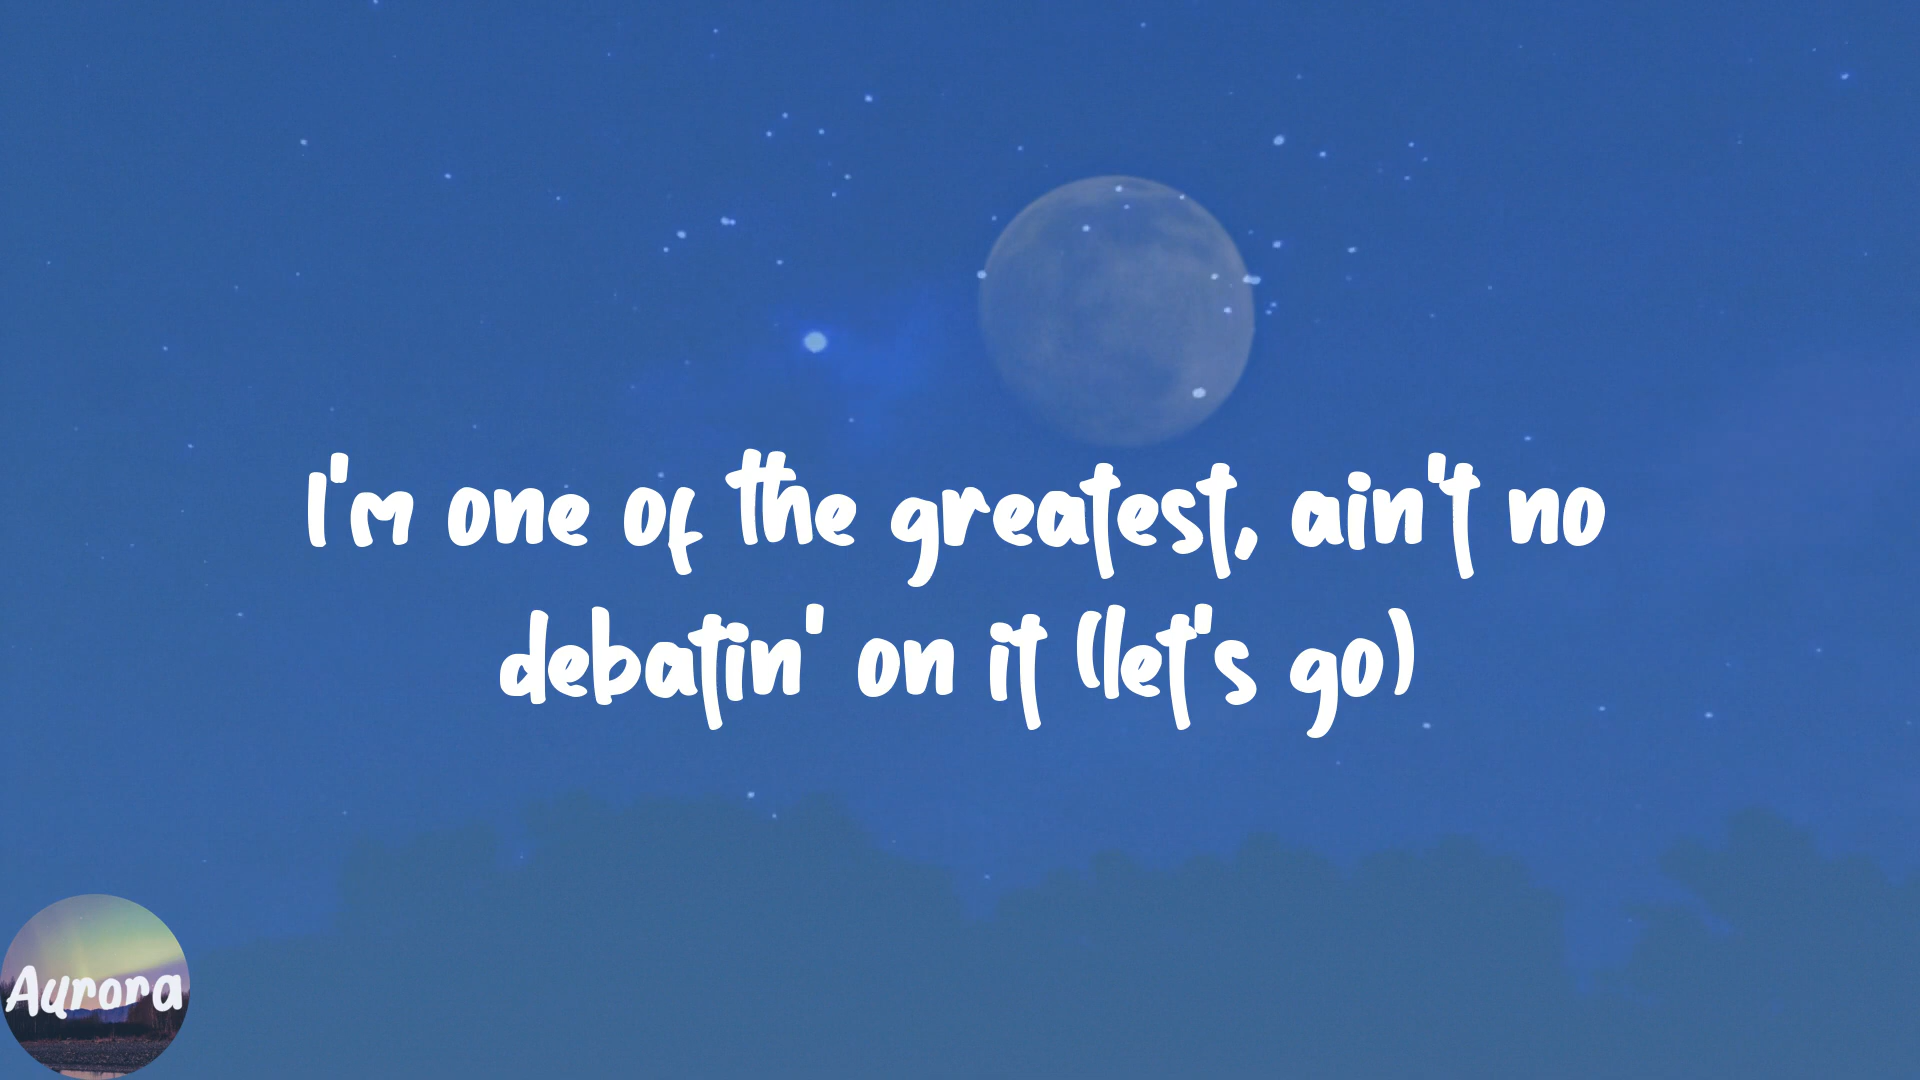 I'm one of the greatest, ain't no
debatin' on it (let's go)
Aurora